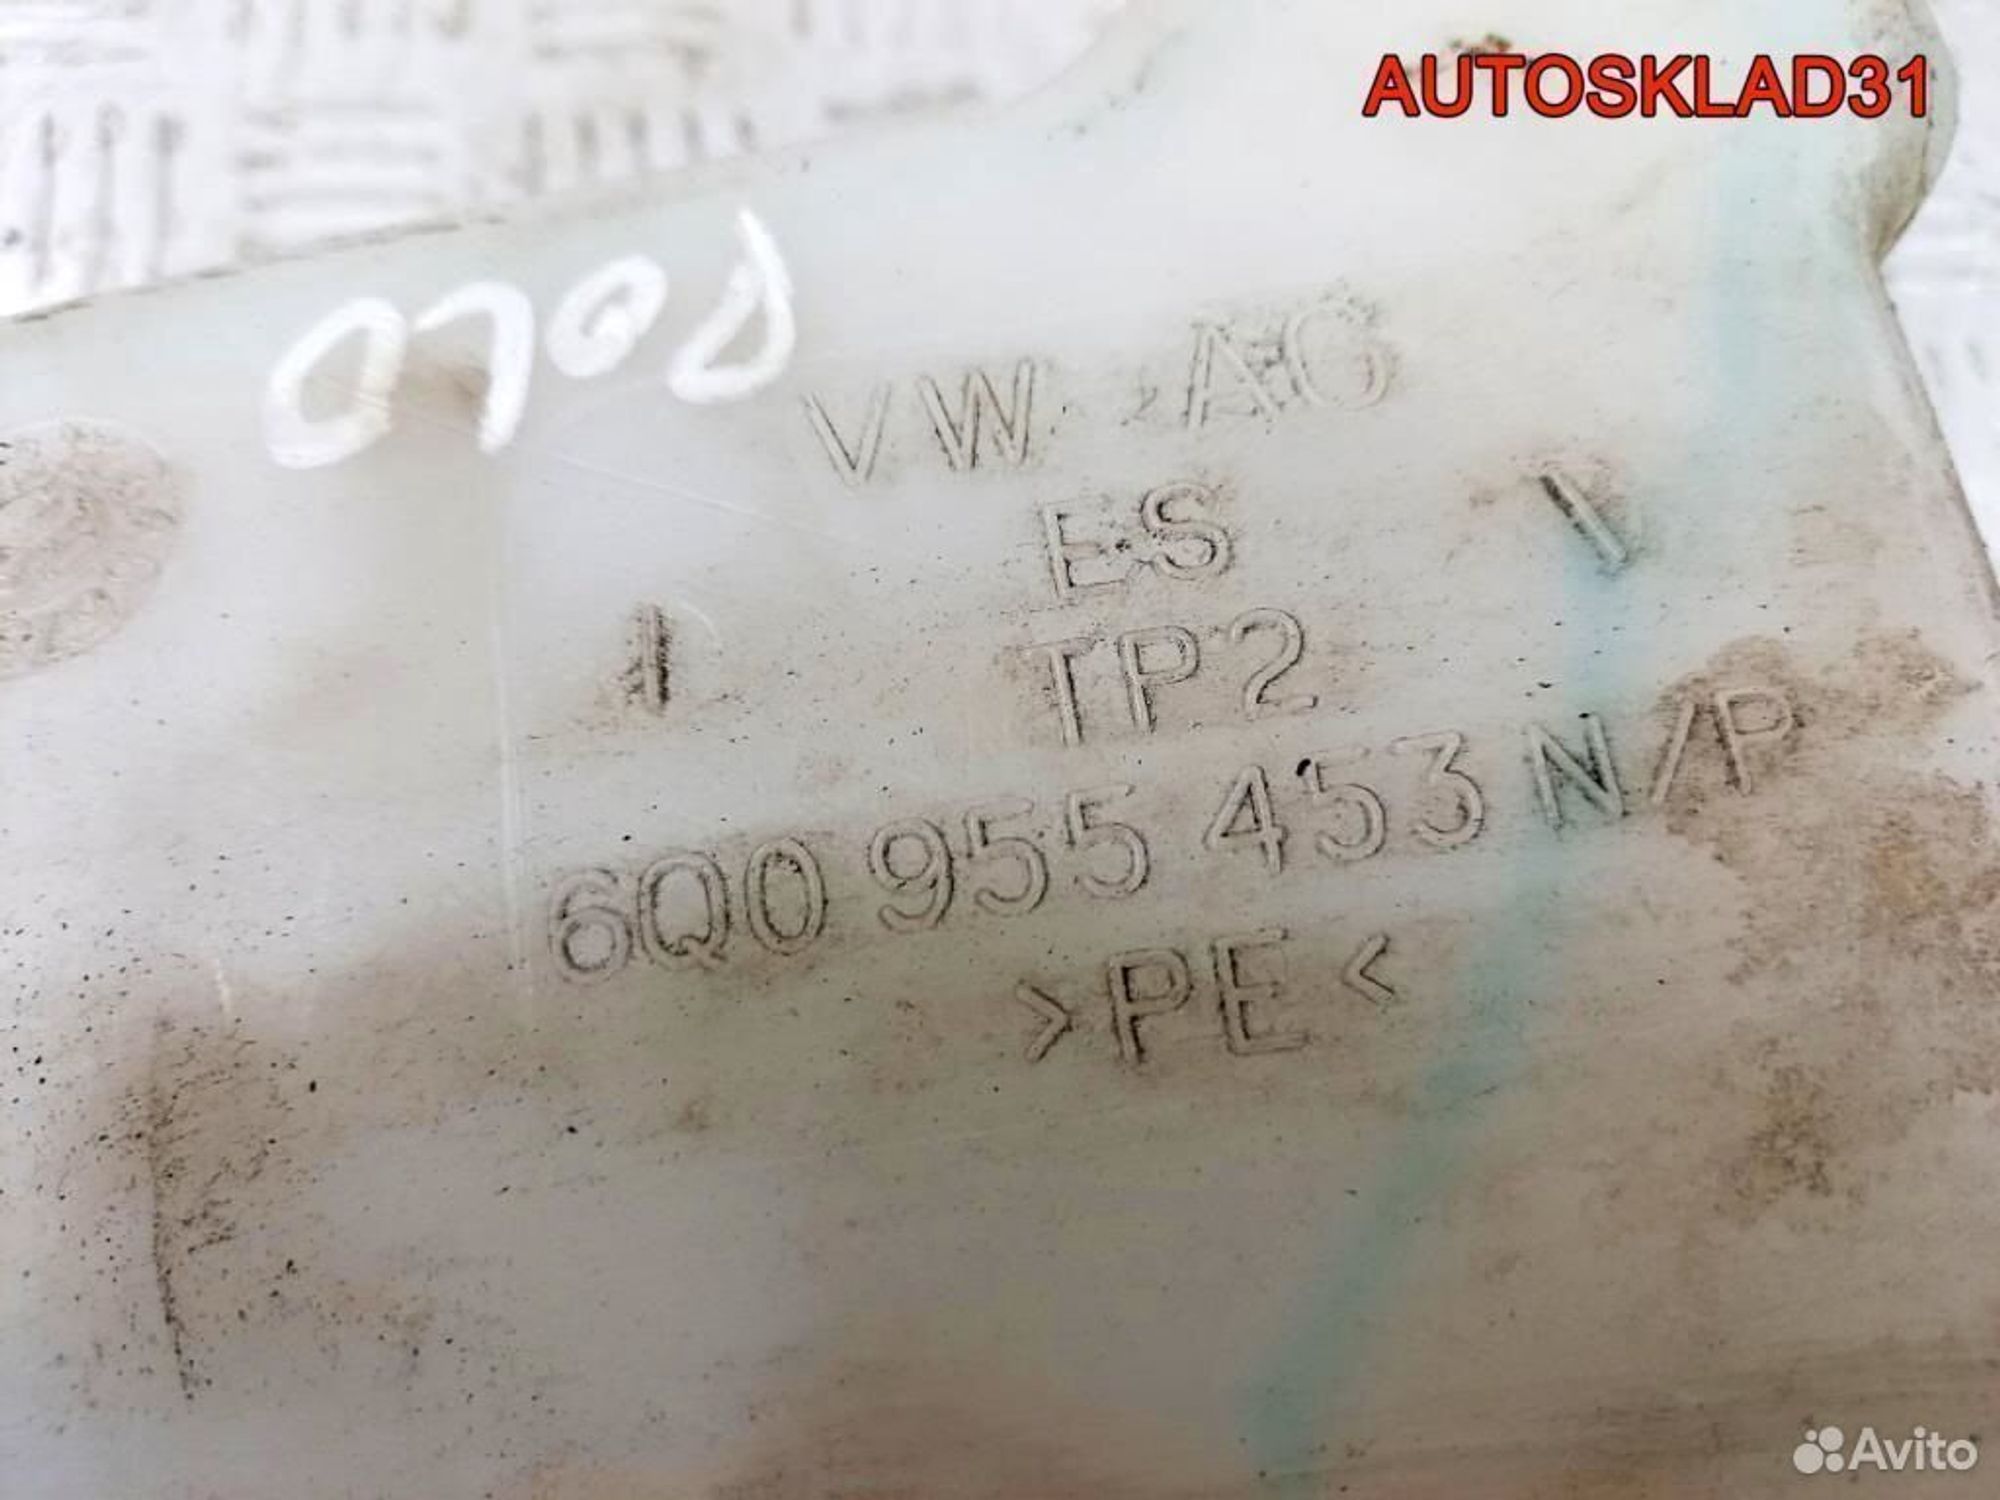 AUTOSKLAD31
Polo
VW AG
ES
TP2
6Q0 955 453 N/P
>PE<
Avito